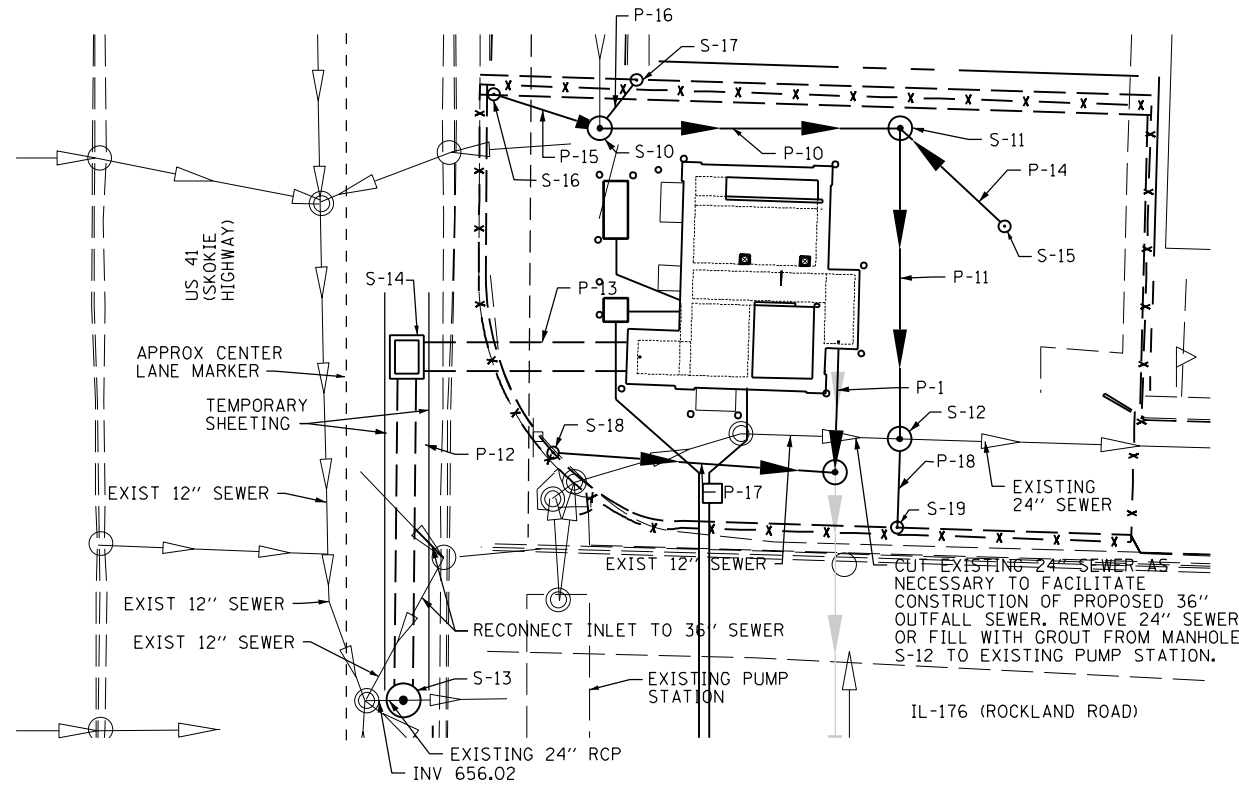 P-16
S-17
S-11
P-15
S-10
P-10
S-16
P-14
S-15
US 41
(SKOKIE
HIGHWAY)
S-14
P-13
P-11
APPROX CENTER
LANE MARKER
TEMPORARY
SHEETING
P-1
S-12
S-18
P-12
P-18
EXIST 12" SEWER
P-17
EXISTING
24" SEWER
S-19
EXIST 12" SEWER
CUT EXISTING 24" SEWER AS
NECESSARY TO FACILITATE
CONSTRUCTION OF PROPOSED 36"
OUTFALL SEWER. REMOVE 24" SEWER
OR FILL WITH GROUT FROM MANHOLE
S-12 TO EXISTING PUMP STATION.
EXIST 12" SEWER
RECONNECT INLET TO 36" SEWER
EXIST 12" SEWER
S-13
EXISTING PUMP
STATION
IL-176 (ROCKLAND ROAD)
EXISTING 24" RCP
INV 656.02